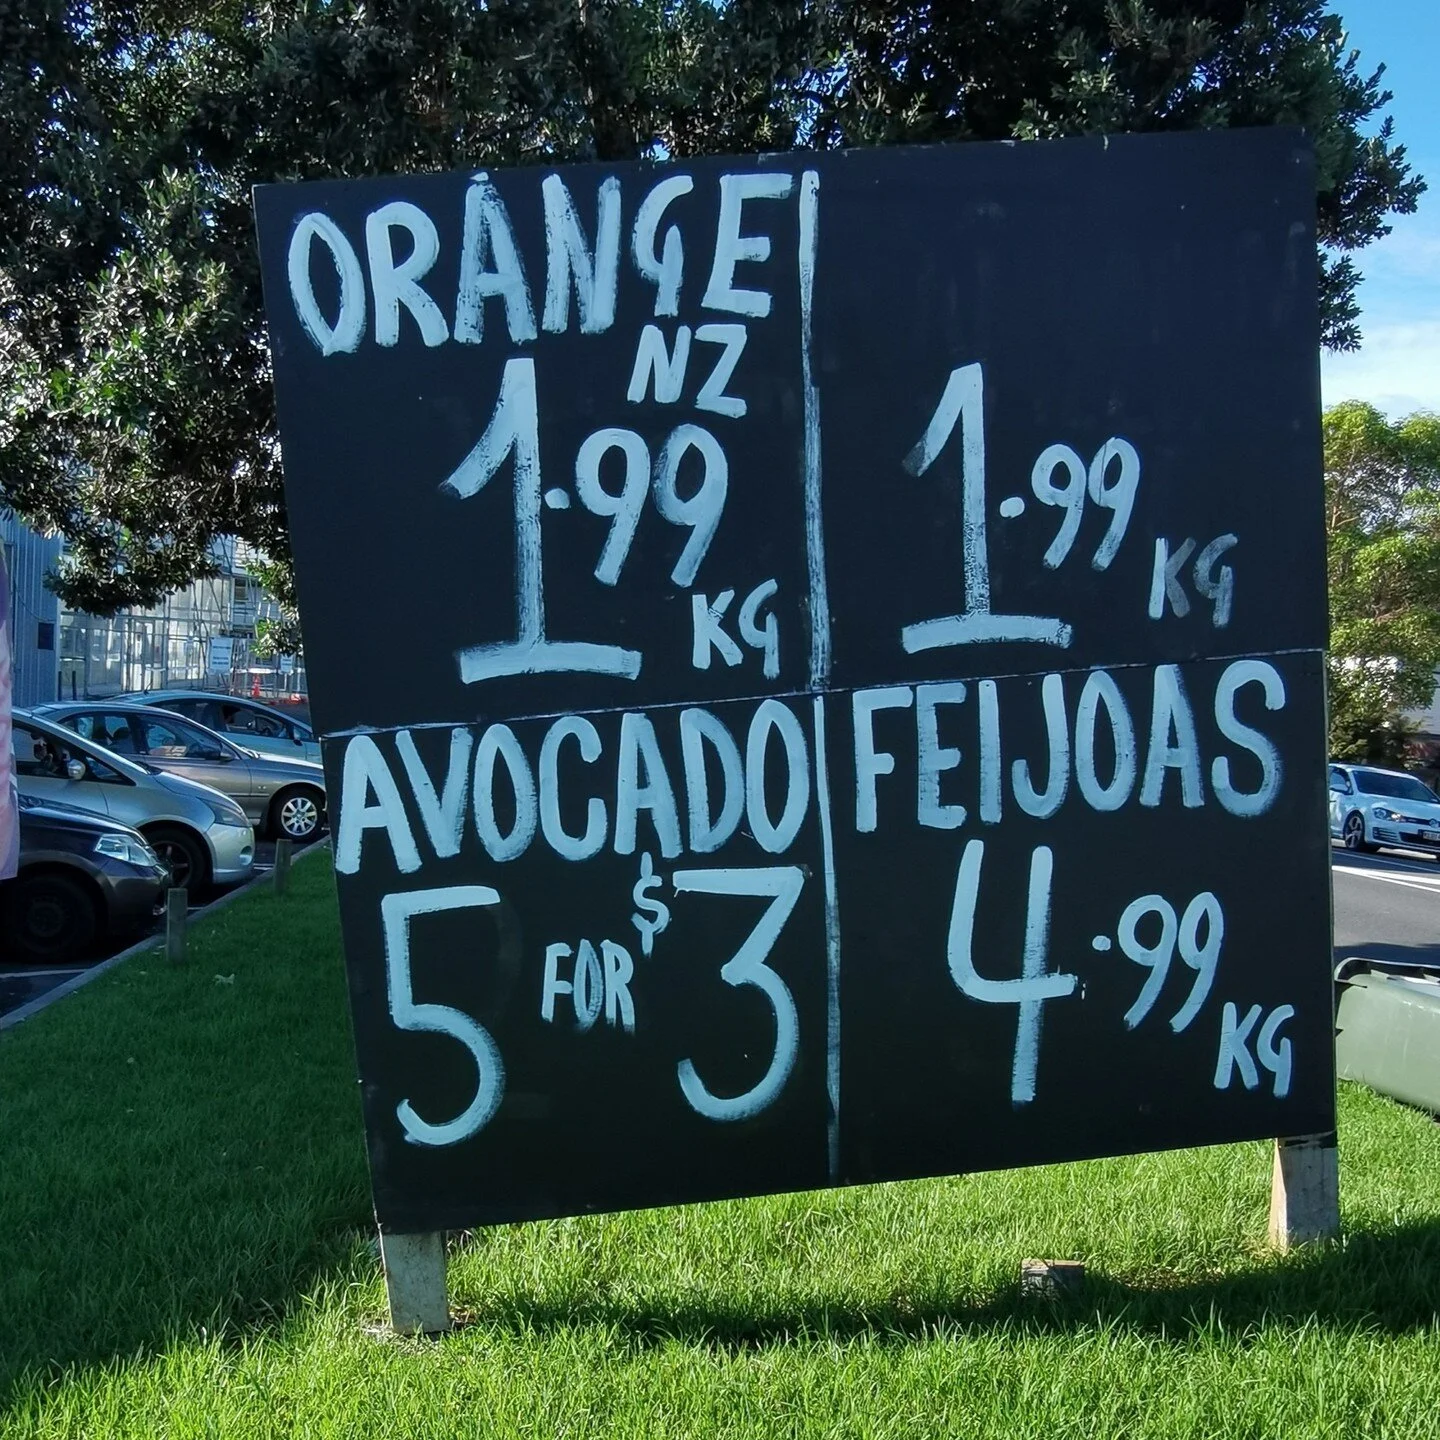 ORANGE
NZ
1.99
KG
1.99
KG
AVOCADO
5 FOR $3
FEIJOAS
4.99
KG